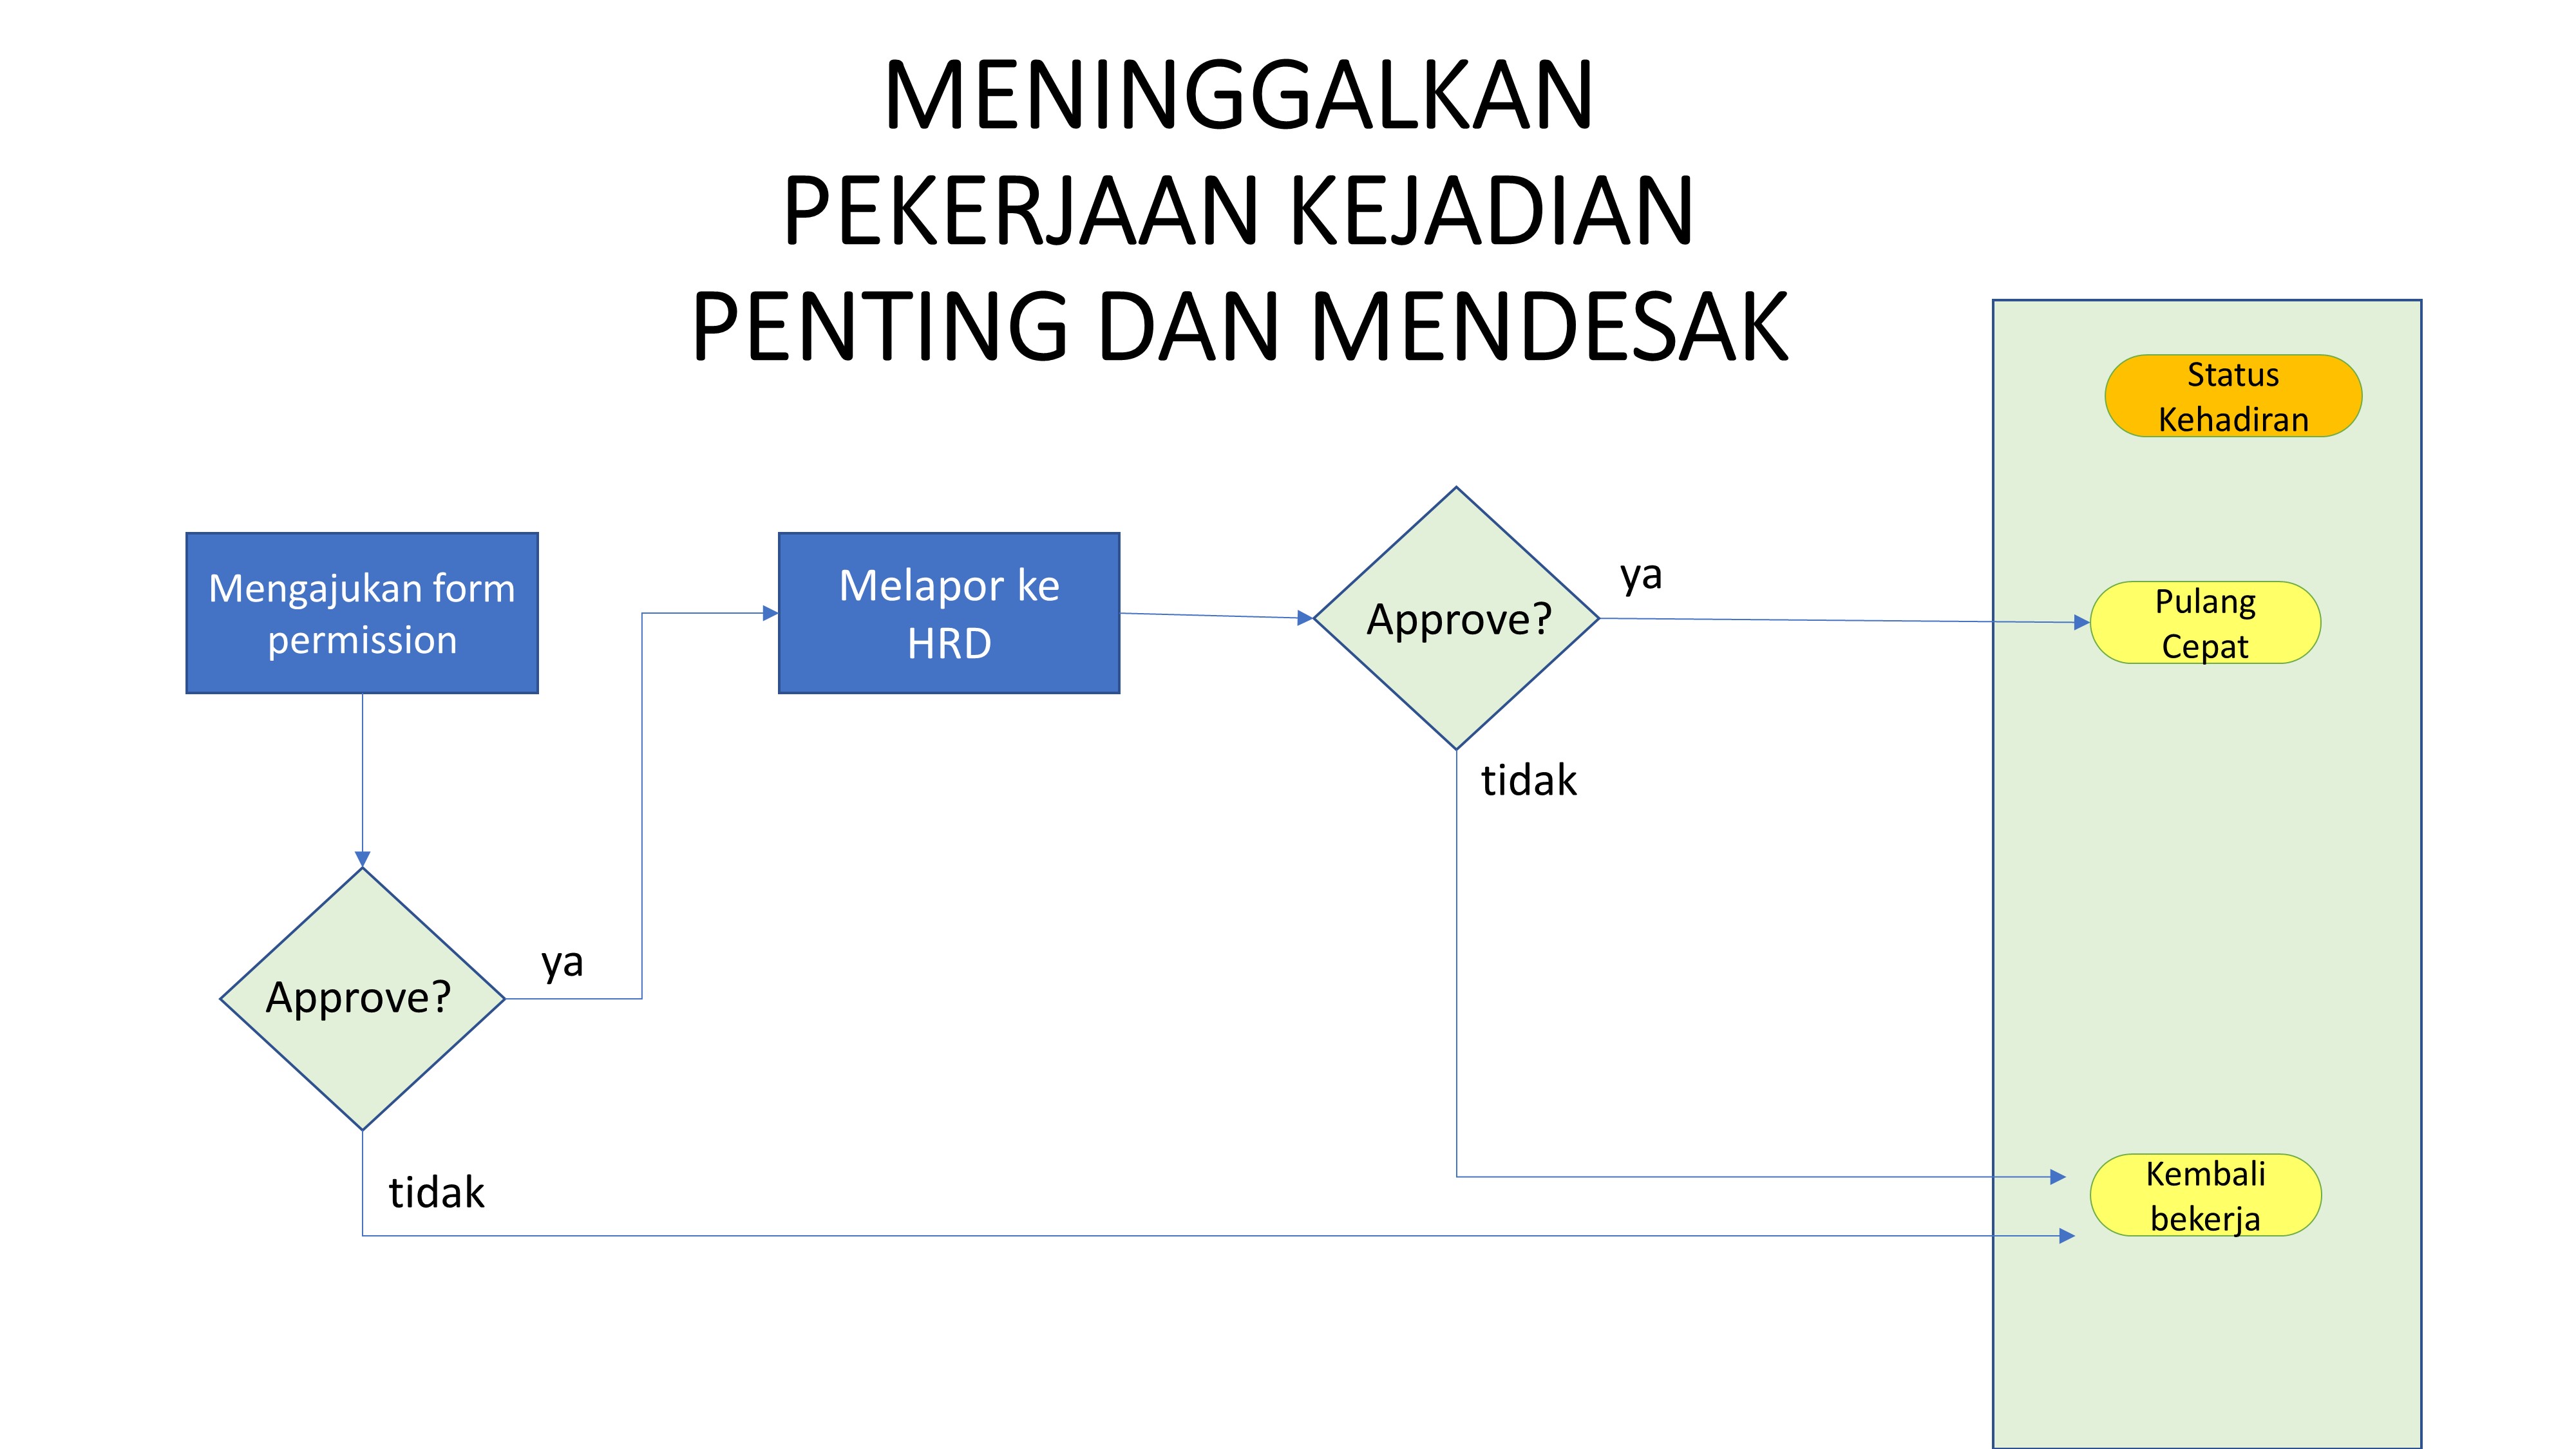 MENINGGALKAN
PEKERJAAN KEJADIAN
PENTING DAN MENDESAK
Status
Kehadiran
Mengajukan form
permission
Melapor ke
HRD
Approve?
ya
Pulang
Cepat
tidak
Approve?
ya
tidak
Kembali
bekerja